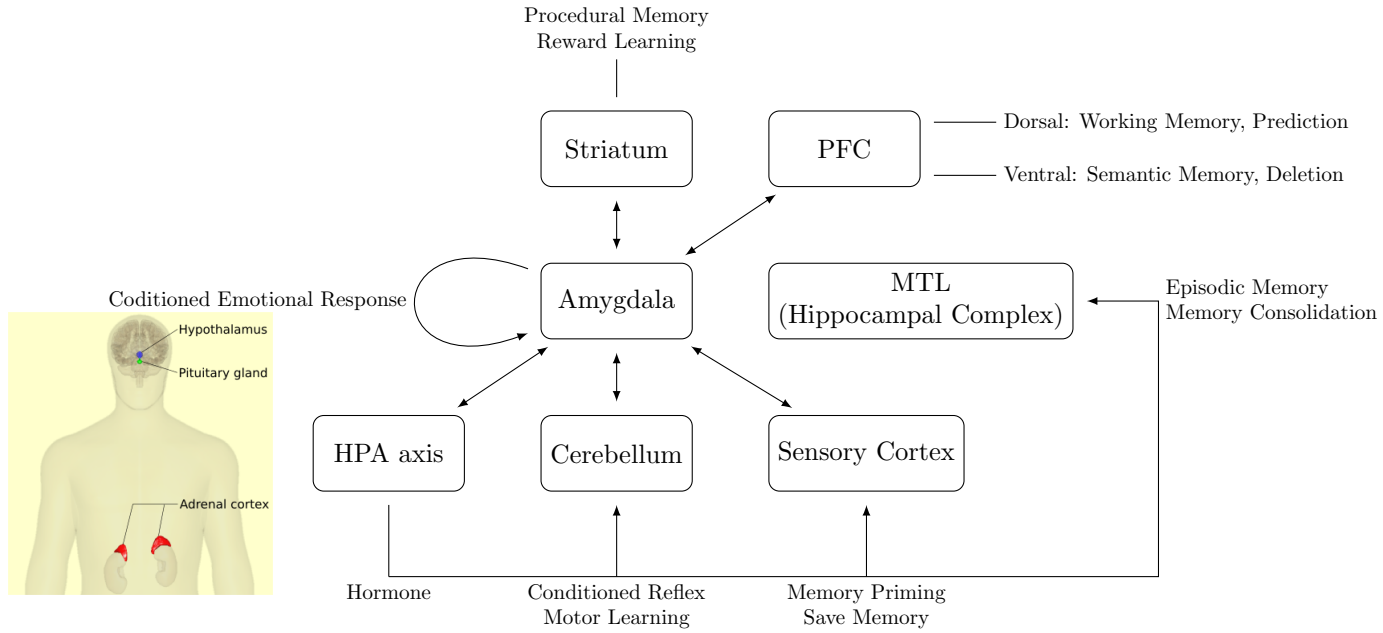 Procedural Memory
Reward Learning
Striatum
PFC
Dorsal: Working Memory, Prediction
Ventral: Semantic Memory, Deletion
Coditioned Emotional Response
Amygdala
MTL
(Hippocampal Complex)
Episodic Memory
Memory Consolidation
Hypothalamus
Pituitary gland
Adrenal cortex
HPA axis
Cerebellum
Sensory Cortex
Hormone
Conditioned Reflex
Motor Learning
Memory Priming
Save Memory